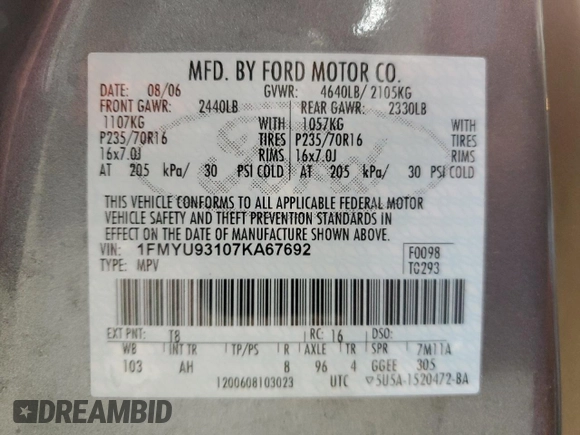 MFD. BY FORD MOTOR CO.
DATE: 08/06 GVWR: 4640LB/ 2105KG
FRONT GAWR: 2440LB REAR GAWR: 2330LB
1107KG WITH 1057KG WITH
P235/70R16 TIRES P235/70R16 TIRES
16x7.0J RIMS 16x7.0J RIMS
AT 205 kPa/ 30 PSI COLD AT 205 kPa/ 30 PSI COLD
Ford
THIS VEHICLE CONFORMS TO ALL APPLICABLE FEDERAL MOTOR
VEHICLE SAFETY AND THEFT PREVENTION STANDARDS IN
EFFECT ON THE DATE OF MANUFACTURE SHOWN ABOVE.
VIN: 1FMYU93107KA67692 F0098
TYPE: MPV T0293
EXT PNT: T8 RC: 16 DSO:
WB INT TR TP/PS R AXLE TR SPR 7M11A
103 AH 8 96 4 GGEE 305
1200608103023 UTC 5U5A-1520472-BA
DREAMBID